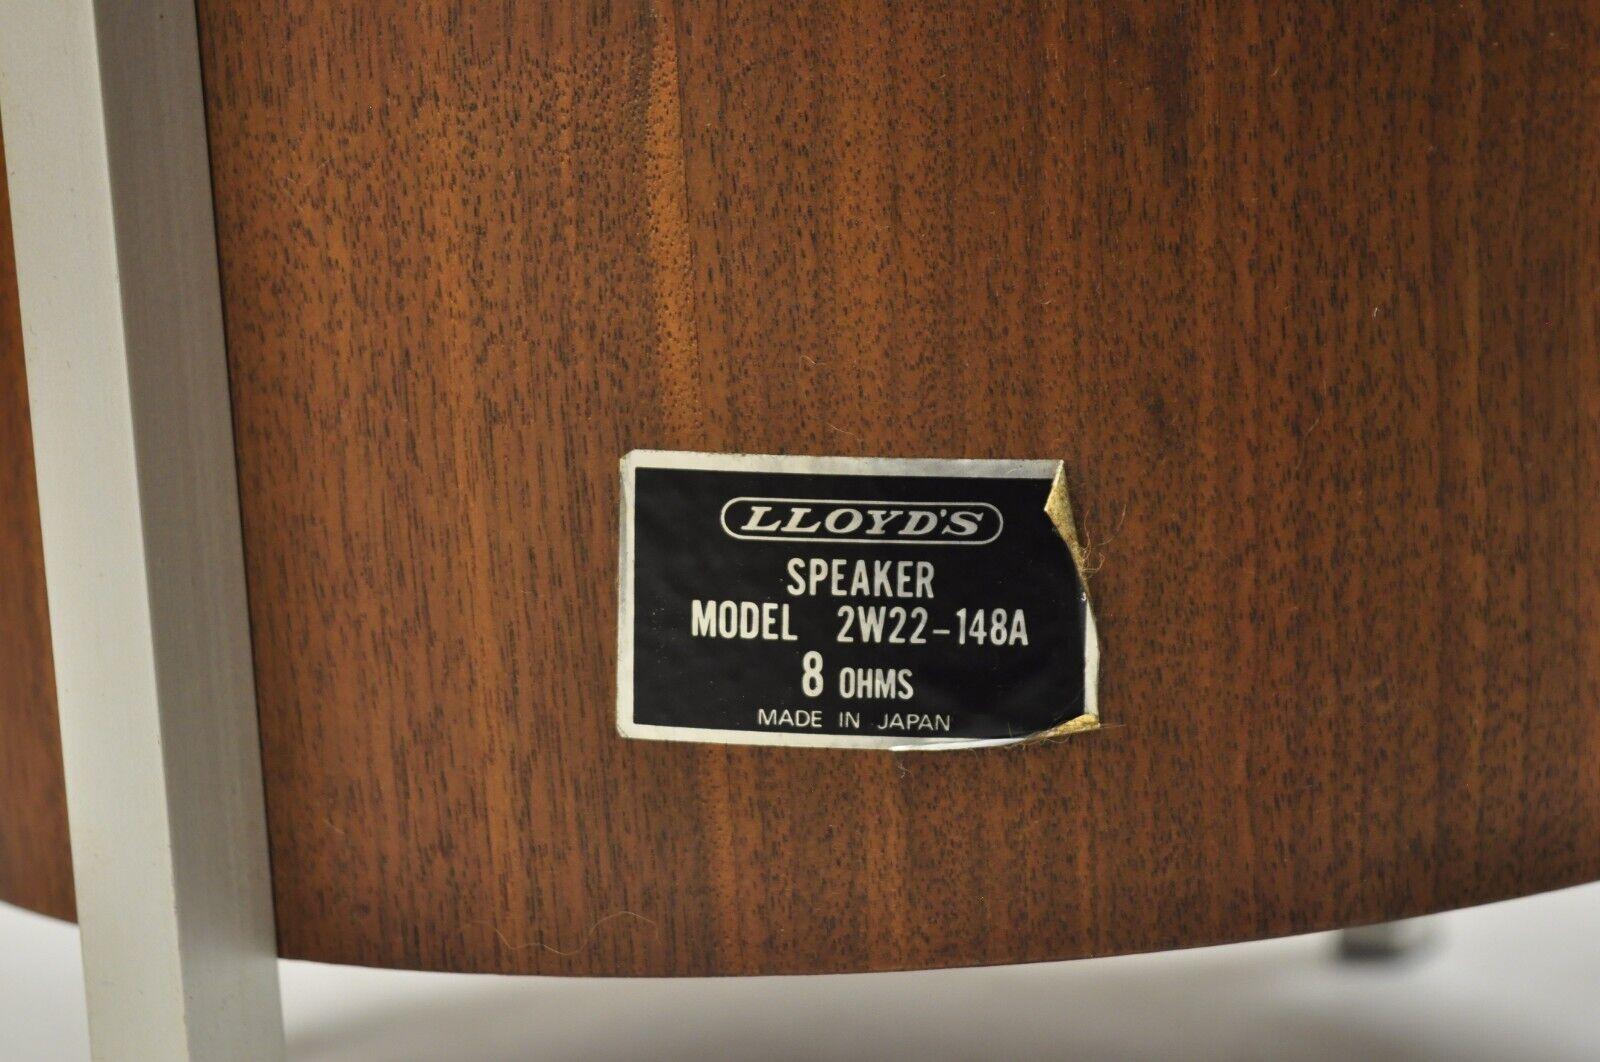 LLOYD'S
SPEAKER
MODEL 2W22-148A
8 OHMS
MADE IN JAPAN